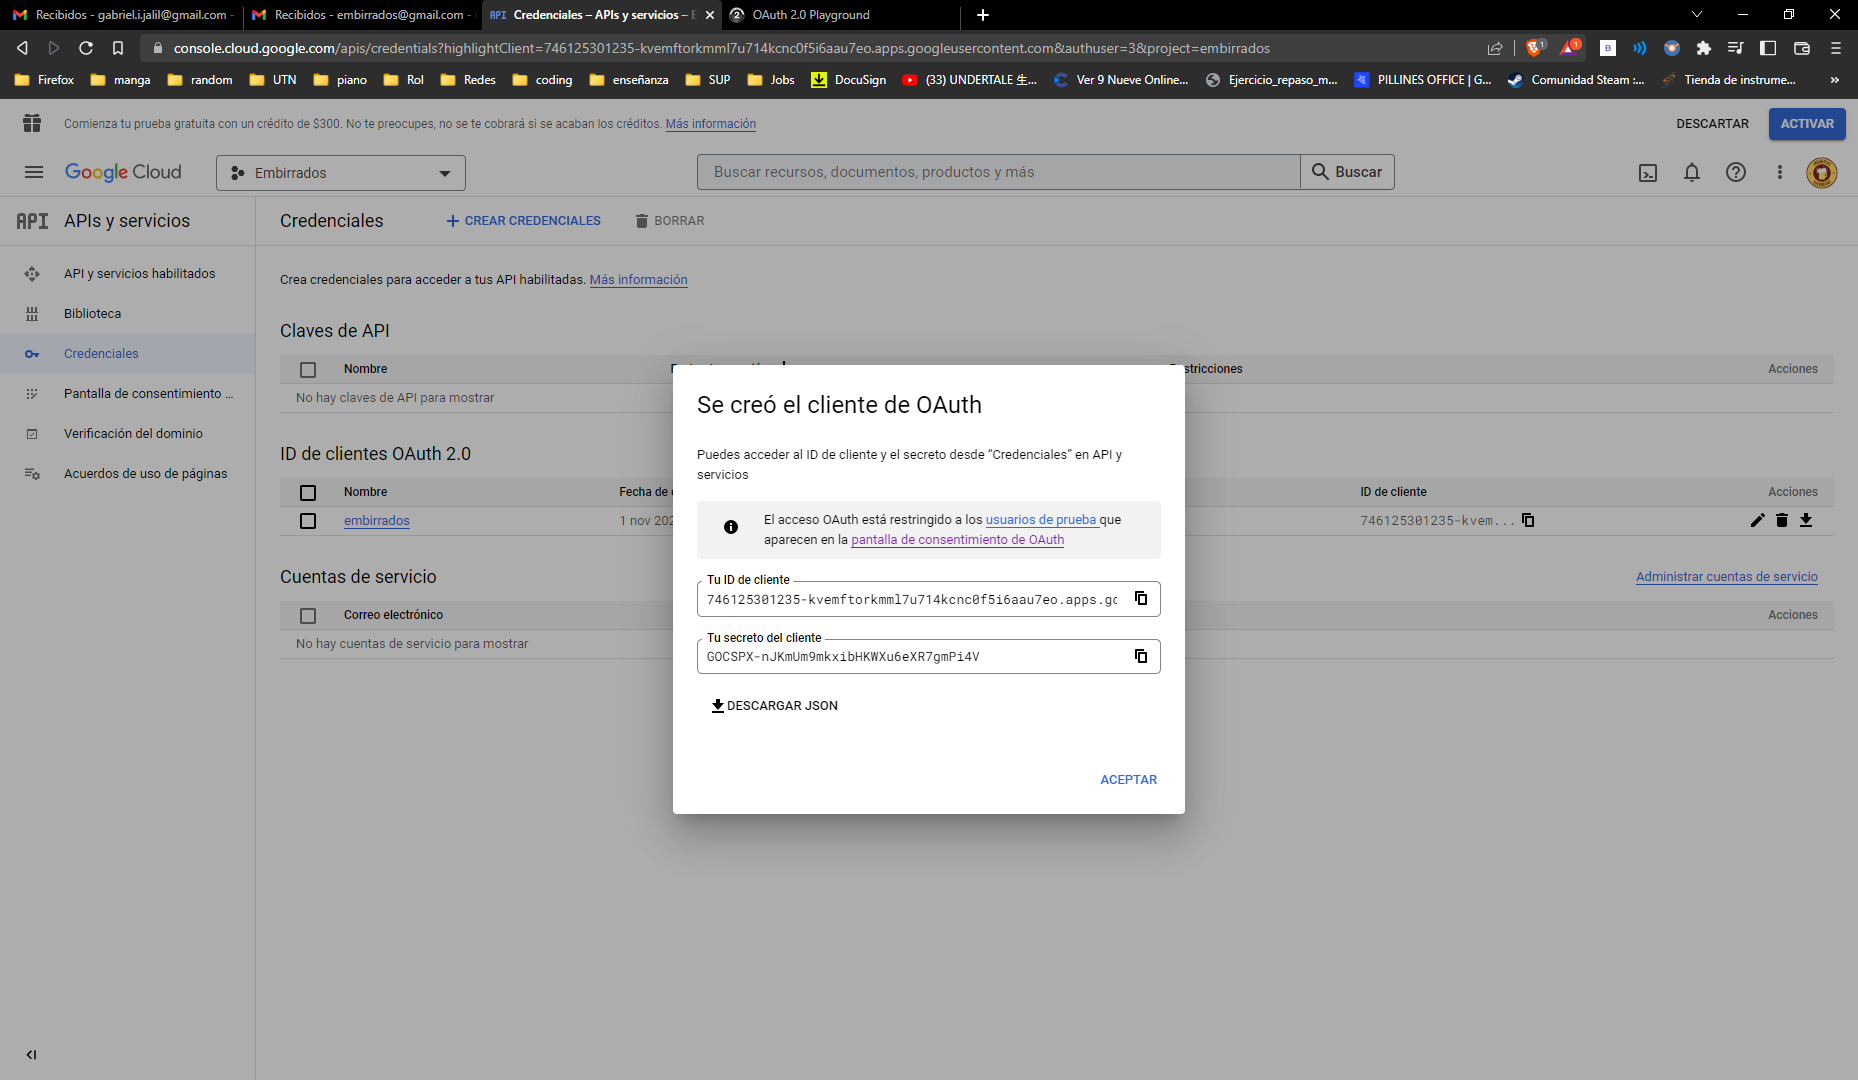 Recibidos - gabriel.i.jalil@gmail.com -
Recibidos - embirrados@gmail.com -
API Credenciales – APIs y servicios – E
OAuth 2.0 Playground
console.cloud.google.com/apis/credentials?highlightClient=746125301235-kvemftorkmml7u714kcnc0f5i6aau7eo.apps.googleusercontent.com&authuser=3&project=embirrados
1
1
B
Firefox
manga
random
UTN
piano
Rol
Redes
coding
enseñanza
SUP
Jobs
DocuSign
(33) UNDERTALE 生...
Ver 9 Nueve Online...
Ejercicio_repaso_m...
PILLINES OFFICE | G...
Comunidad Steam :...
Tienda de instrume...
»
Comienza tu prueba gratuita con un crédito de $300. No te preocupes, no se te cobrará si se acaban los créditos. Más información
DESCARTAR
ACTIVAR
Google Cloud
Embirrados
Buscar recursos, documentos, productos y más
Buscar
API APIs y servicios
Credenciales
CREAR CREDENCIALES
BORRAR
API y servicios habilitados
Biblioteca
Credenciales
Pantalla de consentimiento ...
Verificación del dominio
Acuerdos de uso de páginas
Crea credenciales para acceder a tus API habilitadas. Más información
Claves de API
Nombre
Acciones
No hay claves de API para mostrar
ID de clientes OAuth 2.0
Nombre
Fecha de
ID de cliente
Acciones
embirrados
1 nov 202
746125301235-kvem...
Cuentas de servicio
Administrar cuentas de servicio
Correo electrónico
Acciones
No hay cuentas de servicio para mostrar
Se creó el cliente de OAuth
Puedes acceder al ID de cliente y el secreto desde “Credenciales” en API y
servicios
El acceso OAuth está restringido a los usuarios de prueba que
aparecen en la pantalla de consentimiento de OAuth
Tu ID de cliente
746125301235-kvemftorkmml7u714kcnc0f5i6aau7eo.apps.gc
Tu secreto del cliente
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
DESCARGAR JSON
ACEPTAR